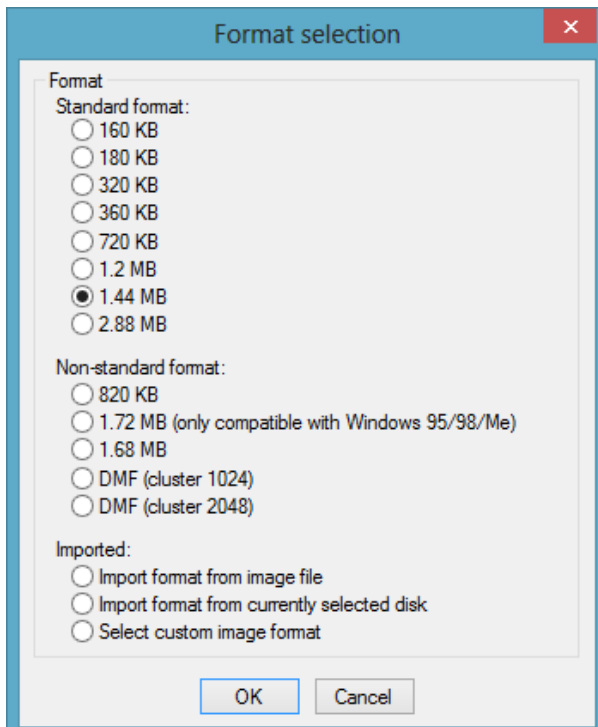 Format selection
Format
Standard format:
160 KB
180 KB
320 KB
360 KB
720 KB
1.2 MB
1.44 MB
2.88 MB
Non-standard format:
820 KB
1.72 MB (only compatible with Windows 95/98/Me)
1.68 MB
DMF (cluster 1024)
DMF (cluster 2048)
Imported:
Import format from image file
Import format from currently selected disk
Select custom image format
OK
Cancel